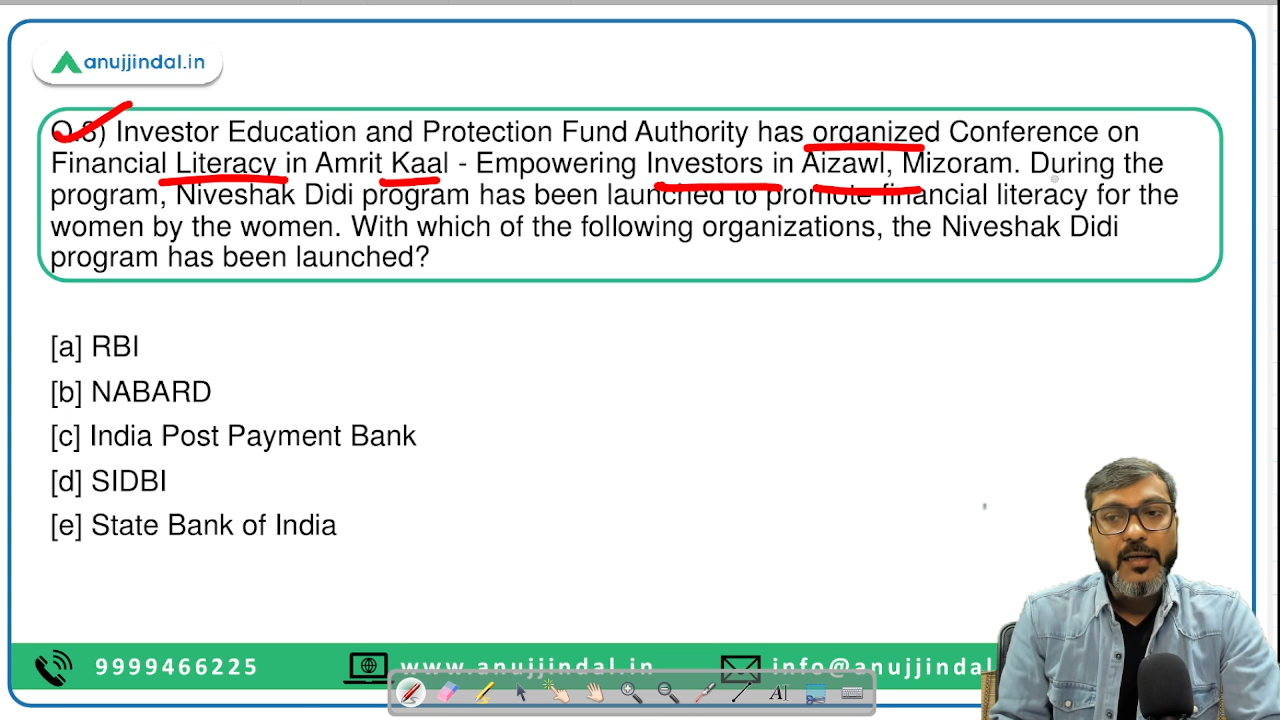 anujjindal.in
Q.8) Investor Education and Protection Fund Authority has organized Conference on
Financial Literacy in Amrit Kaal - Empowering Investors in Aizawl, Mizoram. During the
program, Niveshak Didi program has been launched to promote financial literacy for the
women by the women. With which of the following organizations, the Niveshak Didi
program has been launched?
[a] RBI
[b] NABARD
[c] India Post Payment Bank
[d] SIDBI
[e] State Bank of India
9999466225
www.anujjindal.in
info@anujjindal
AI